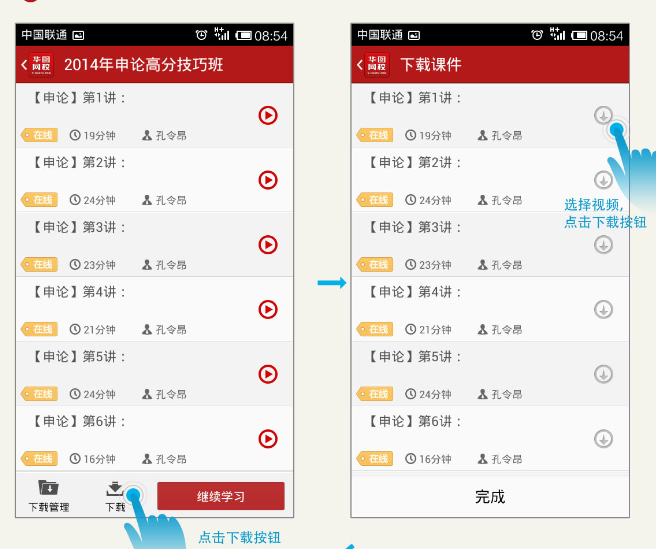 中国联通
08:54
华图
网校
2014年申论高分技巧班
【申论】第1讲：
在线
19分钟
孔令昂
【申论】第2讲：
在线
24分钟
孔令昂
【申论】第3讲：
在线
23分钟
孔令昂
【申论】第4讲：
在线
21分钟
孔令昂
【申论】第5讲：
在线
24分钟
孔令昂
【申论】第6讲：
在线
16分钟
孔令昂
下载管理
下载
继续学习
点击下载按钮
中国联通
08:54
华图
网校
下载课件
【申论】第1讲：
在线
19分钟
孔令昂
【申论】第2讲：
在线
24分钟
孔令昂
选择视频,
点击下载按钮
【申论】第3讲：
在线
23分钟
孔令昂
【申论】第4讲：
在线
21分钟
孔令昂
【申论】第5讲：
在线
24分钟
孔令昂
【申论】第6讲：
在线
16分钟
孔令昂
完成